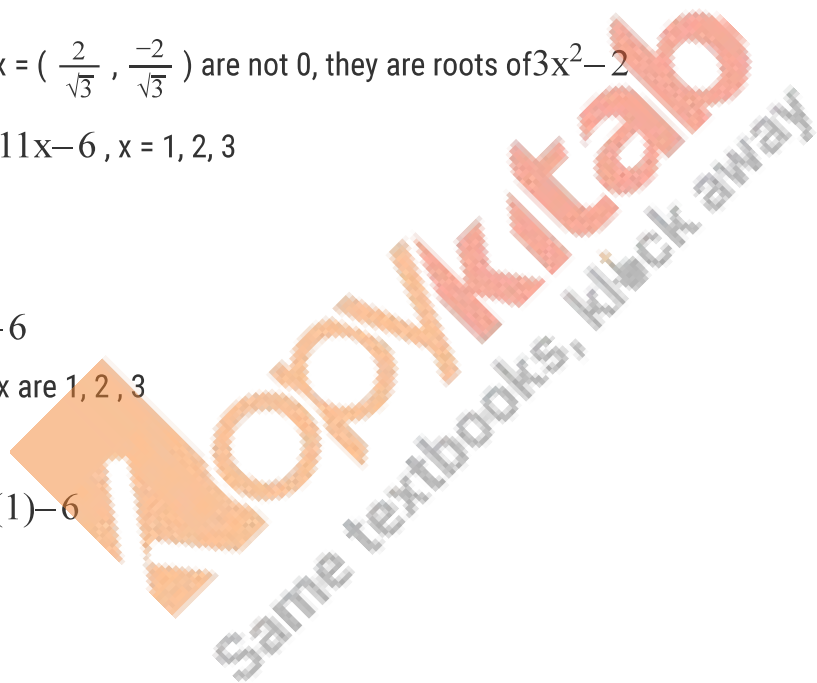 x = ( 2/√3 , −2/√3 ) are not 0, they are roots of3x²−2
11x−6 , x = 1, 2, 3
-6
x are 1, 2 , 3
(1)−6
Kopykitab
Same textbooks, klick away